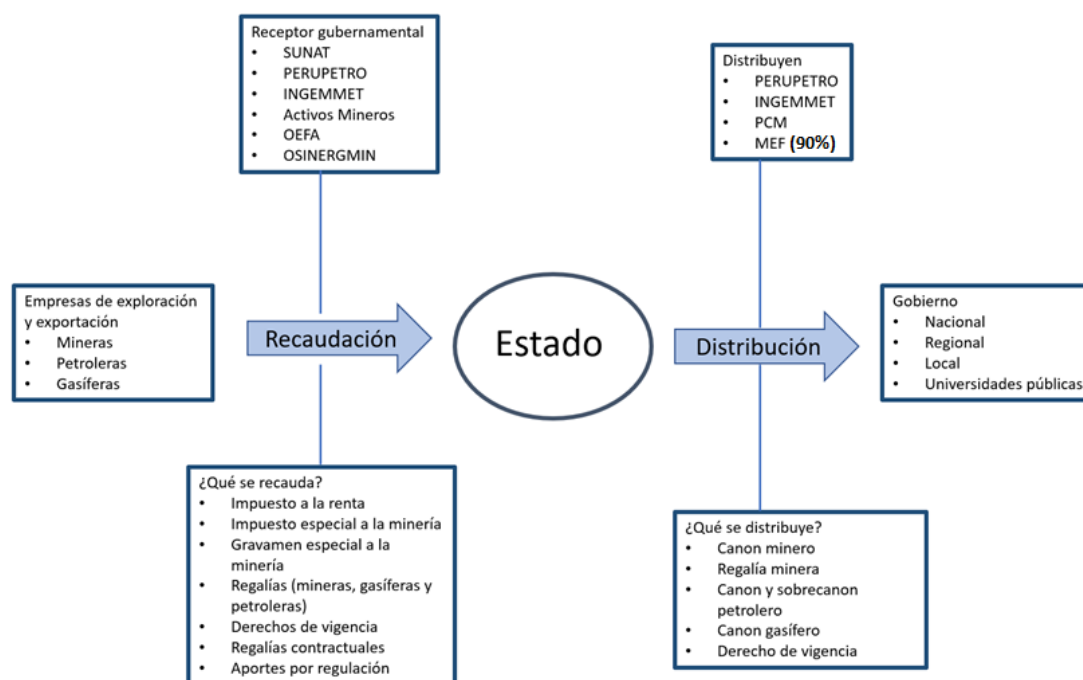 Receptor gubernamental
• SUNAT
• PERUPETRO
• INGEMMET
• Activos Mineros
• OEFA
• OSINERGMIN
Distribuyen
• PERUPETRO
• INGEMMET
• PCM
• MEF (90%)
Empresas de exploración
y exportación
• Mineras
• Petroleras
• Gasíferas
Recaudación
Estado
Distribución
Gobierno
• Nacional
• Regional
• Local
• Universidades públicas
¿Qué se recauda?
• Impuesto a la renta
• Impuesto especial a la minería
• Gravamen especial a la
minería
• Regalías (mineras, gasíferas y
petroleras)
• Derechos de vigencia
• Regalías contractuales
• Aportes por regulación
¿Qué se distribuye?
• Canon minero
• Regalía minera
• Canon y sobrecanon
petrolero
• Canon gasífero
• Derecho de vigencia